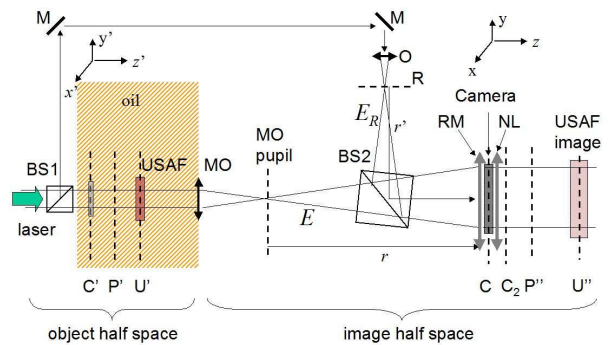 M
M
y'
z'
x'
y
z
x
O
R
oil
Camera
E_R
r'
MO
pupil
RM
NL
USAF
image
BS1
USAF
MO
BS2
laser
E
r
C' P' U'
C C₂ P'' U''
object half space
image half space